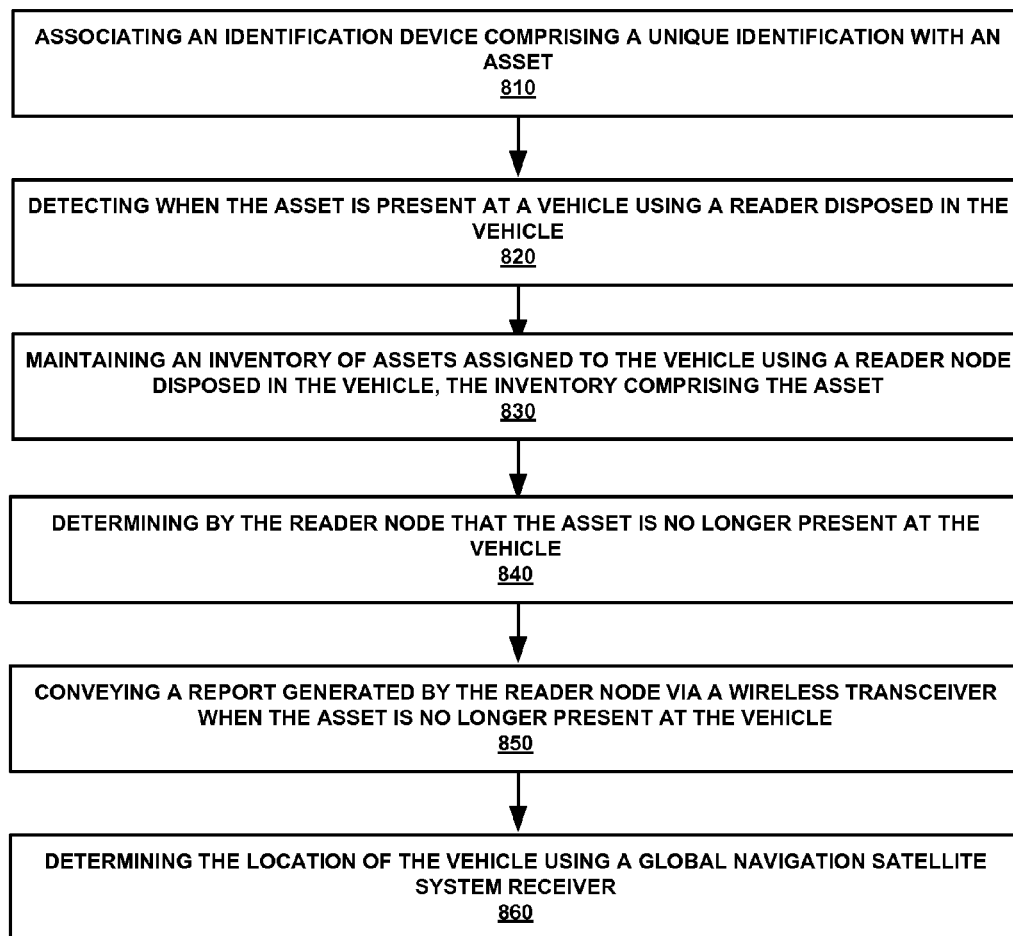 ASSOCIATING AN IDENTIFICATION DEVICE COMPRISING A UNIQUE IDENTIFICATION WITH AN
ASSET
810
DETECTING WHEN THE ASSET IS PRESENT AT A VEHICLE USING A READER DISPOSED IN THE
VEHICLE
820
MAINTAINING AN INVENTORY OF ASSETS ASSIGNED TO THE VEHICLE USING A READER NODE
DISPOSED IN THE VEHICLE, THE INVENTORY COMPRISING THE ASSET
830
DETERMINING BY THE READER NODE THAT THE ASSET IS NO LONGER PRESENT AT THE
VEHICLE
840
CONVEYING A REPORT GENERATED BY THE READER NODE VIA A WIRELESS TRANSCEIVER
WHEN THE ASSET IS NO LONGER PRESENT AT THE VEHICLE
850
DETERMINING THE LOCATION OF THE VEHICLE USING A GLOBAL NAVIGATION SATELLITE
SYSTEM RECEIVER
860